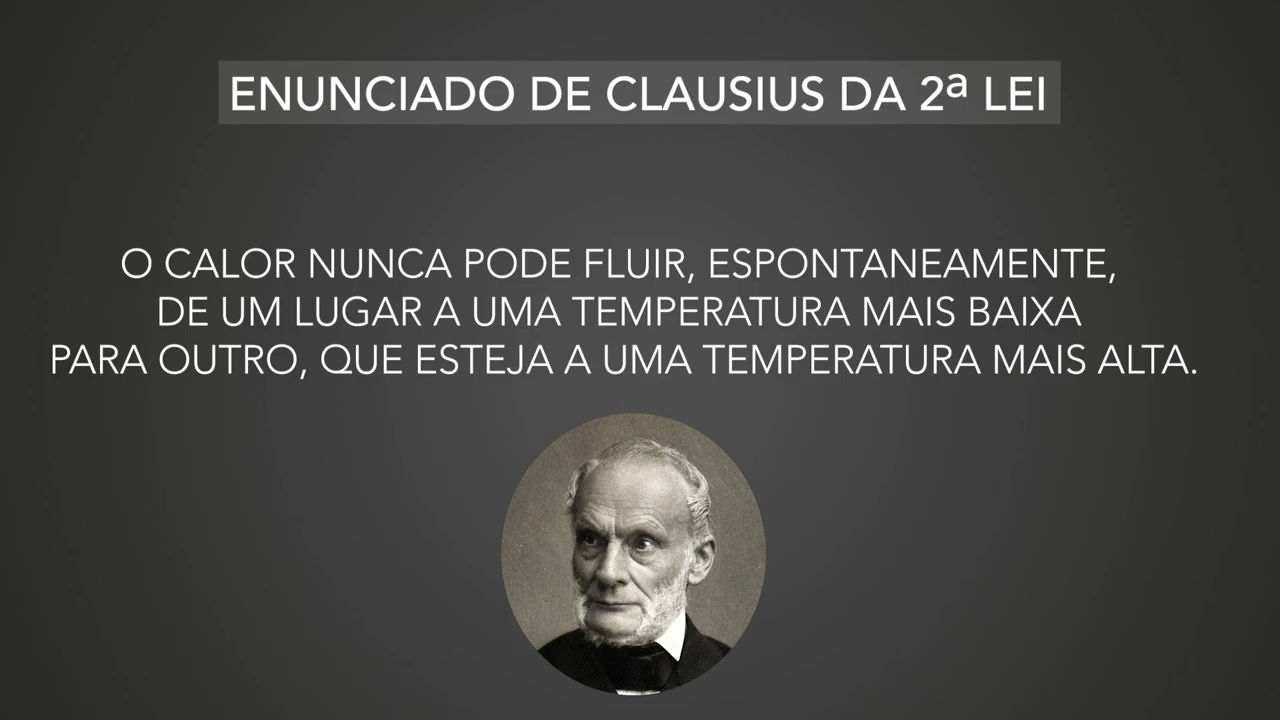 ENUNCIADO DE CLAUSIUS DA 2ª LEI
O CALOR NUNCA PODE FLUIR, ESPONTANEAMENTE,
DE UM LUGAR A UMA TEMPERATURA MAIS BAIXA
PARA OUTRO, QUE ESTEJA A UMA TEMPERATURA MAIS ALTA.